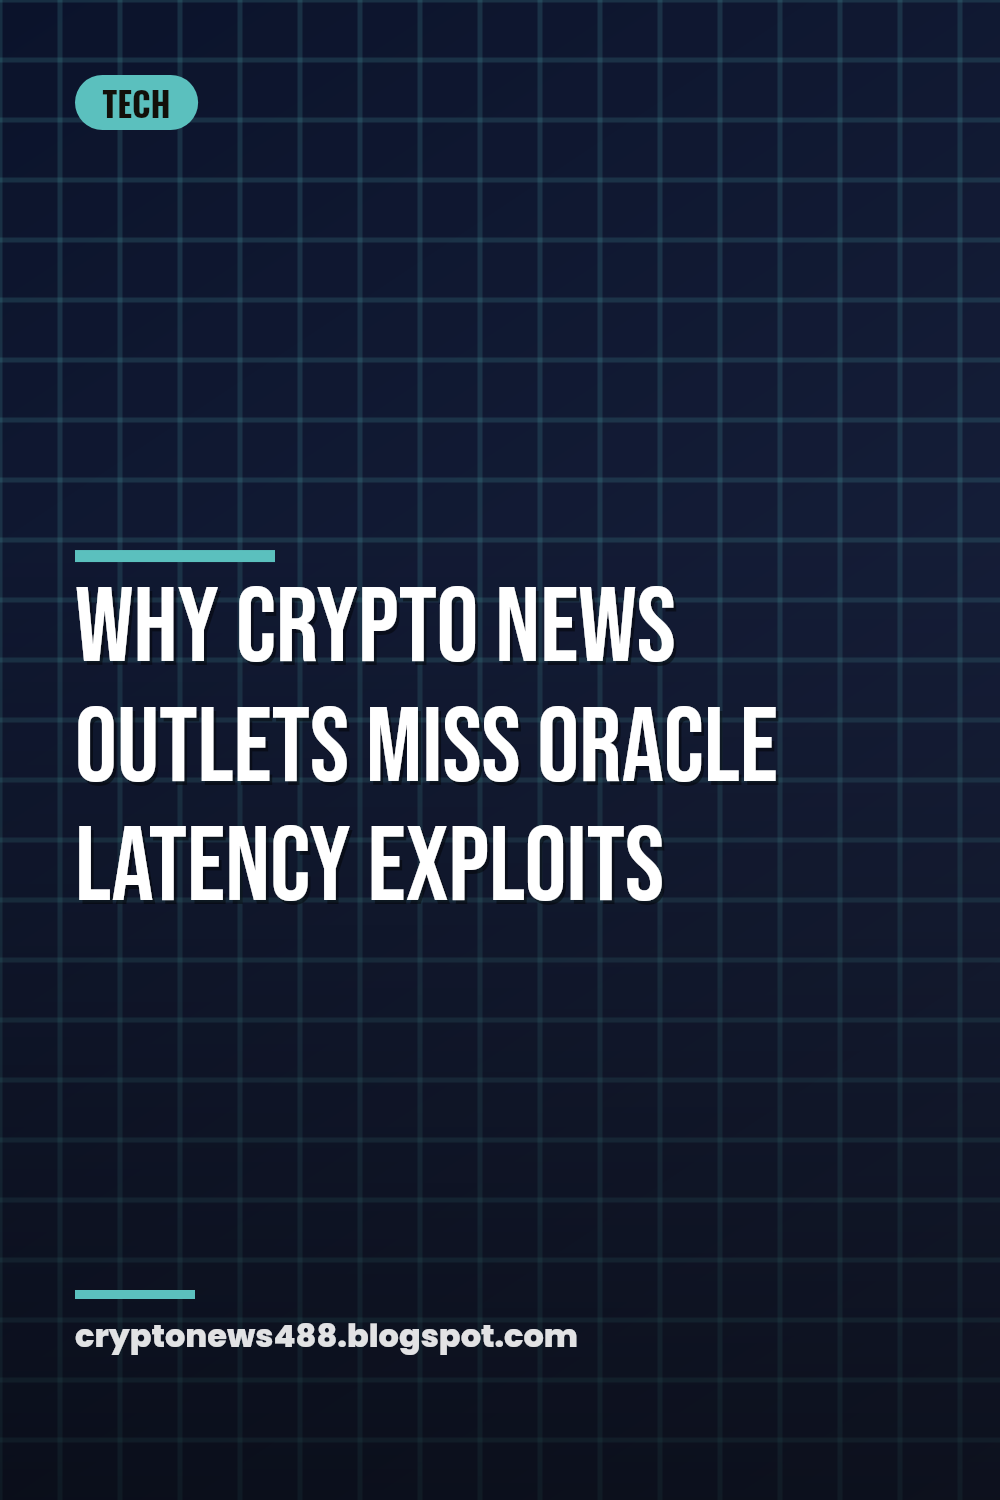 TECH
WHY CRYPTO NEWS
OUTLETS MISS ORACLE
LATENCY EXPLOITS
cryptonews488.blogspot.com